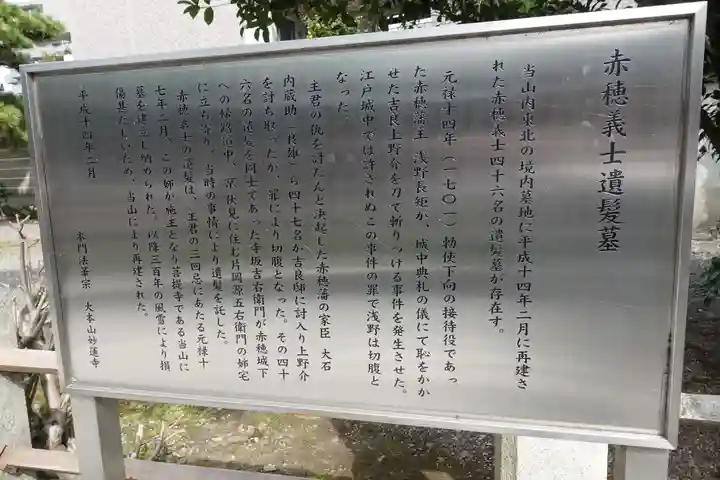 赤穂義士遺髪墓
当山内東北の境内墓地に平成十四年二月に再建さ
れた赤穂義士四十六名の遺髪墓が存在す。
元禄十四年（一七〇一）勅使下向の接待役であっ
た赤穂藩主 浅野長矩が、城中典礼の儀にて恥をかか
せた吉良上野介を刀で斬りつける事件を発生させた。
江戸城中では許されぬこの事件の罪で浅野は切腹と
なった。
主君の仇を討たんと決起した赤穂藩の家臣 大石
内蔵助（良雄）ら四十七名が吉良邸に討入り上野介
を討ち取ったが、罪により切腹となった。その四十
六名の遺髪を同士であった寺坂吉右衛門が赤穂城下
への帰路道中、京伏見に住む片岡源五右衛門の姉宅
に立ち寄り、当時の事情により遺髪を託した。
赤穂義士の遺髪は、主君の三回忌にあたる元禄十
七年二月、この姉が施主となり菩提寺である当山に
墓を建立し納められた。以降三百年の風雪により損
傷甚だしいため、当山により再建された。
平成十四年二月
本門法華宗 大本山妙蓮寺